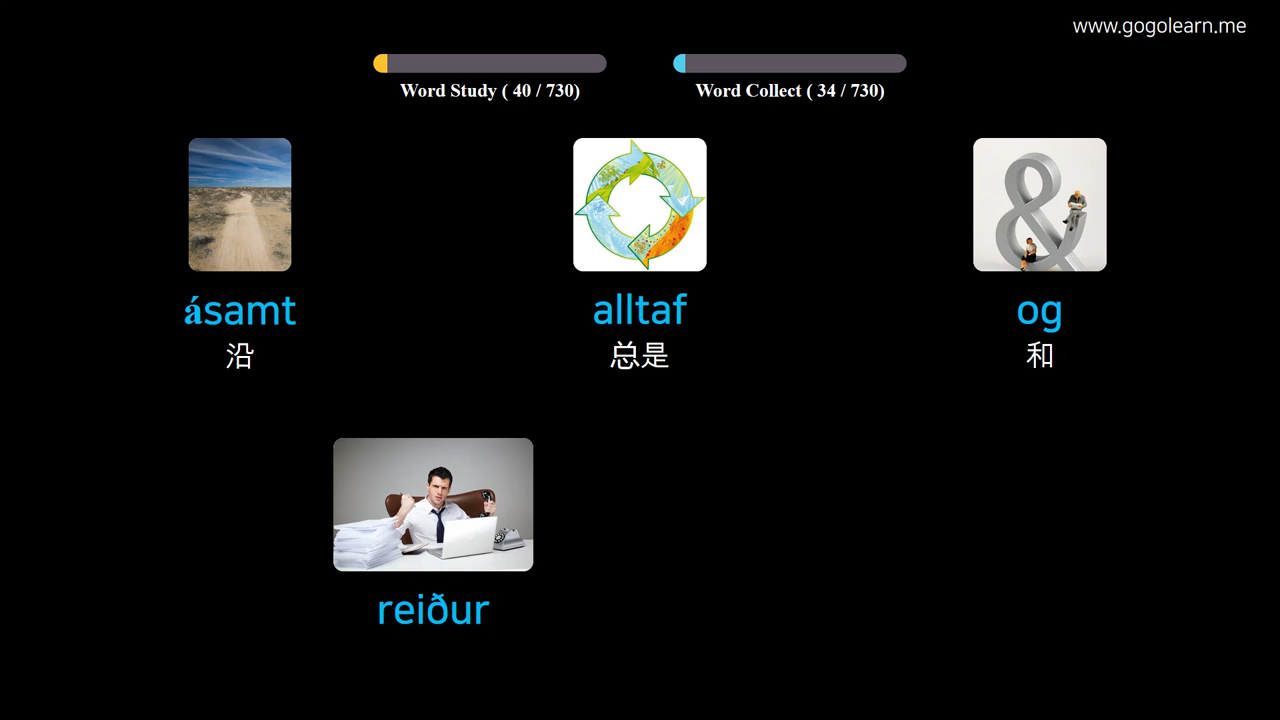 www.gogolearn.me
Word Study ( 40 / 730)
Word Collect ( 34 / 730)
ásamt
alltaf
og
沿
总是
和
reiður